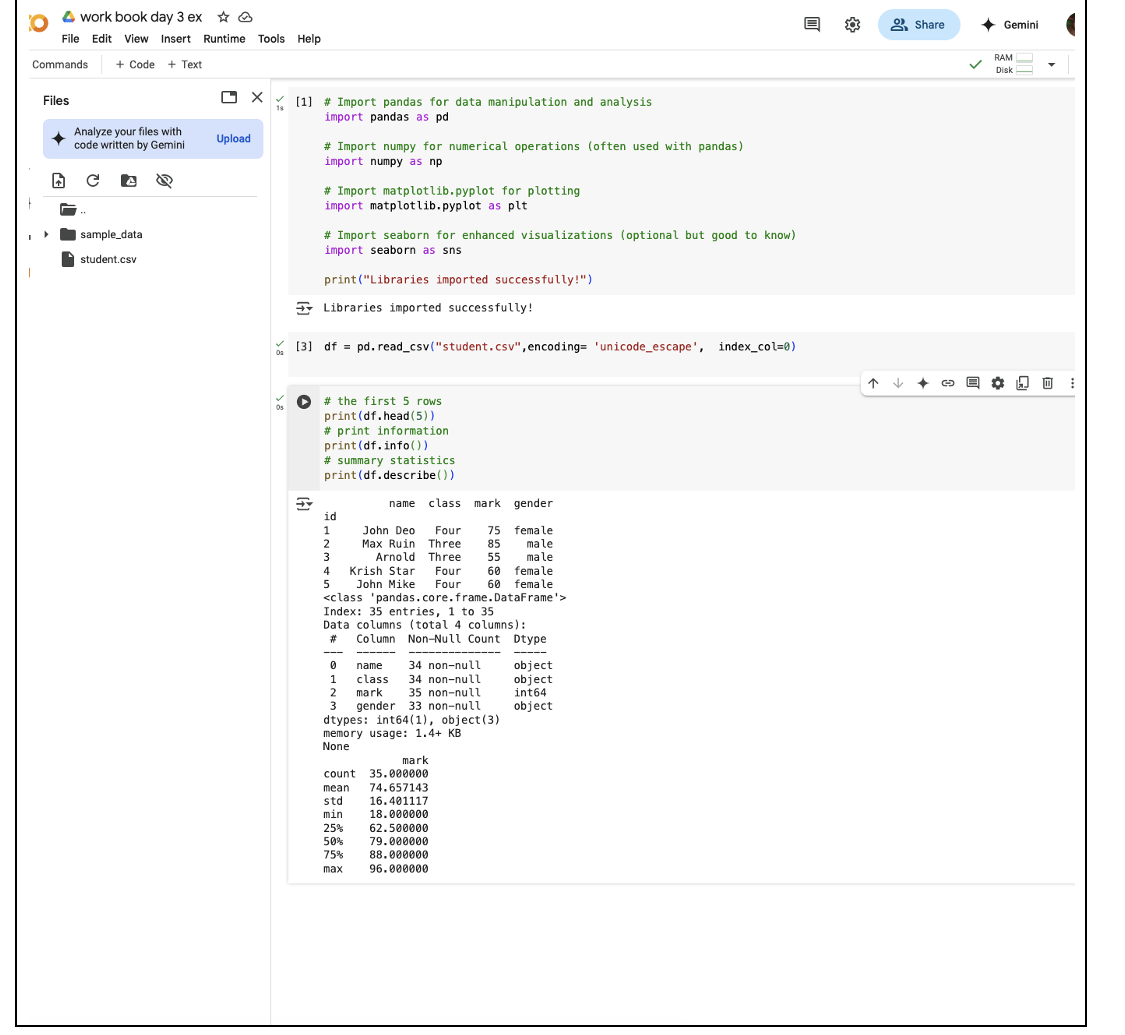 work book day 3 ex
File Edit View Insert Runtime Tools Help
Share
Gemini
Commands + Code + Text
RAM
Disk
Files
Analyze your files with
code written by Gemini
Upload
..
sample_data
student.csv
1s
[1] # Import pandas for data manipulation and analysis
import pandas as pd
# Import numpy for numerical operations (often used with pandas)
import numpy as np
# Import matplotlib.pyplot for plotting
import matplotlib.pyplot as plt
# Import seaborn for enhanced visualizations (optional but good to know)
import seaborn as sns
print("Libraries imported successfully!")
Libraries imported successfully!
0s
[3] df = pd.read_csv("student.csv",encoding= 'unicode_escape', index_col=0)
0s
# the first 5 rows
print(df.head(5))
# print information
print(df.info())
# summary statistics
print(df.describe())
name class mark gender
id
1 John Deo Four 75 female
2 Max Ruin Three 85 male
3 Arnold Three 55 male
4 Krish Star Four 60 female
5 John Mike Four 60 female
<class 'pandas.core.frame.DataFrame'>
Index: 35 entries, 1 to 35
Data columns (total 4 columns):
# Column Non-Null Count Dtype
--- ------ -------------- -----
0 name 34 non-null object
1 class 34 non-null object
2 mark 35 non-null int64
3 gender 33 non-null object
dtypes: int64(1), object(3)
memory usage: 1.4+ KB
None
mark
count 35.000000
mean 74.657143
std 16.401117
min 18.000000
25% 62.500000
50% 79.000000
75% 88.000000
max 96.000000